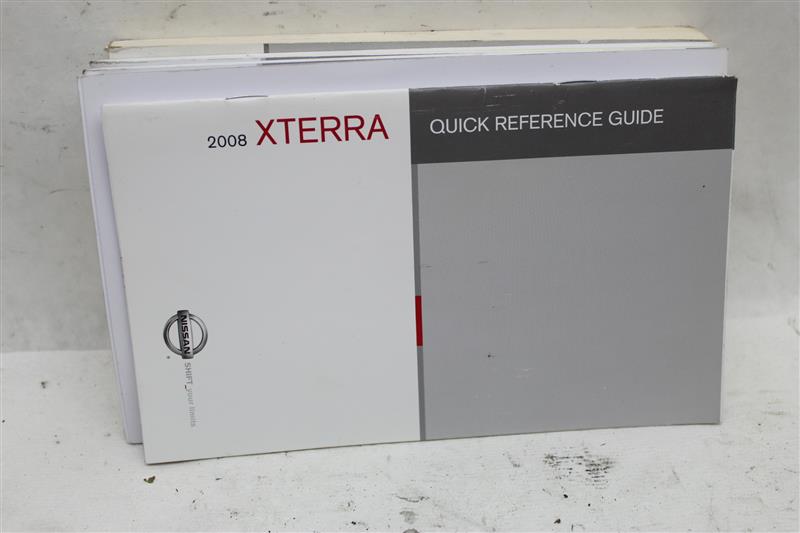 2008 XTERRA
QUICK REFERENCE GUIDE
NISSAN
SHIFT_your limits